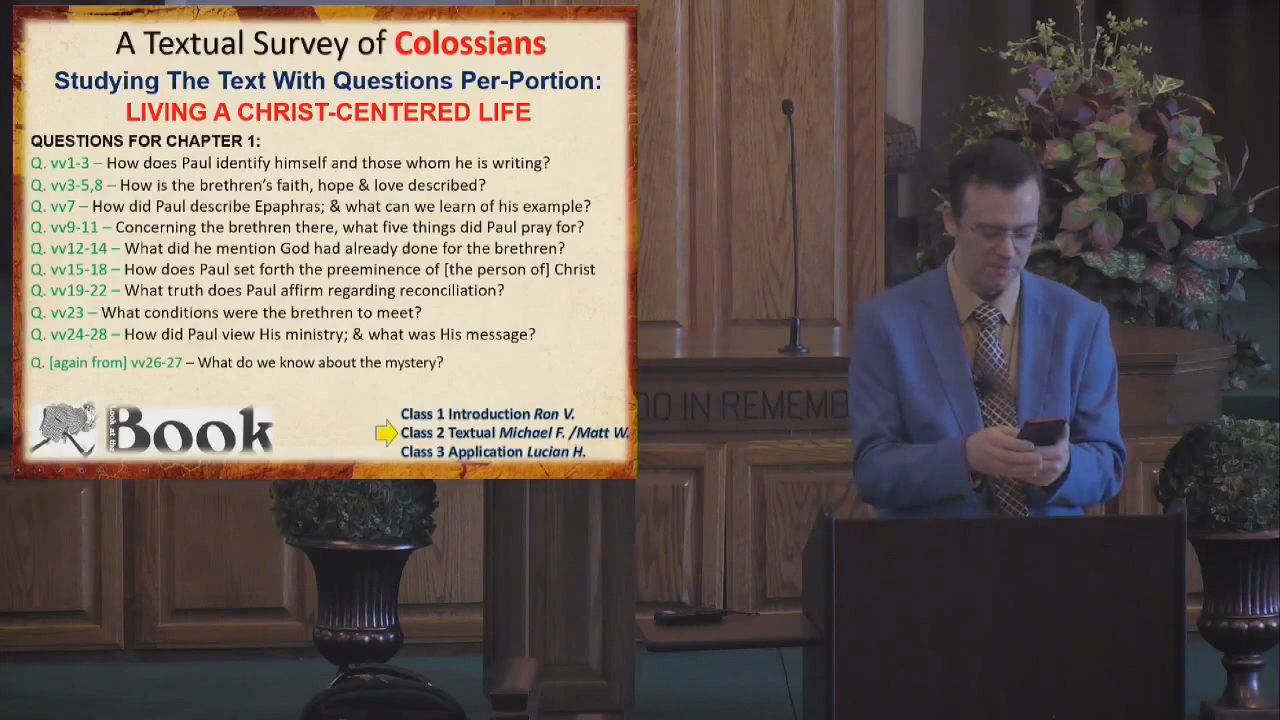 A Textual Survey of Colossians
Studying The Text With Questions Per-Portion:
LIVING A CHRIST-CENTERED LIFE
QUESTIONS FOR CHAPTER 1:
Q. vv1-3 – How does Paul identify himself and those whom he is writing?
Q. vv3-5,8 – How is the brethren's faith, hope & love described?
Q. vv7 – How did Paul describe Epaphras; & what can we learn of his example?
Q. vv9-11 – Concerning the brethren there, what five things did Paul pray for?
Q. vv12-14 – What did he mention God had already done for the brethren?
Q. vv15-18 – How does Paul set forth the preeminence of [the person of] Christ
Q. vv19-22 – What truth does Paul affirm regarding reconciliation?
Q. vv23 – What conditions were the brethren to meet?
Q. vv24-28 – How did Paul view His ministry; & what was His message?
Q. [again from] vv26-27 – What do we know about the mystery?
Book
Class 1 Introduction Ron V.
Class 2 Textual Michael F. /Matt W.
Class 3 Application Lucian H.
DO IN REMEMB